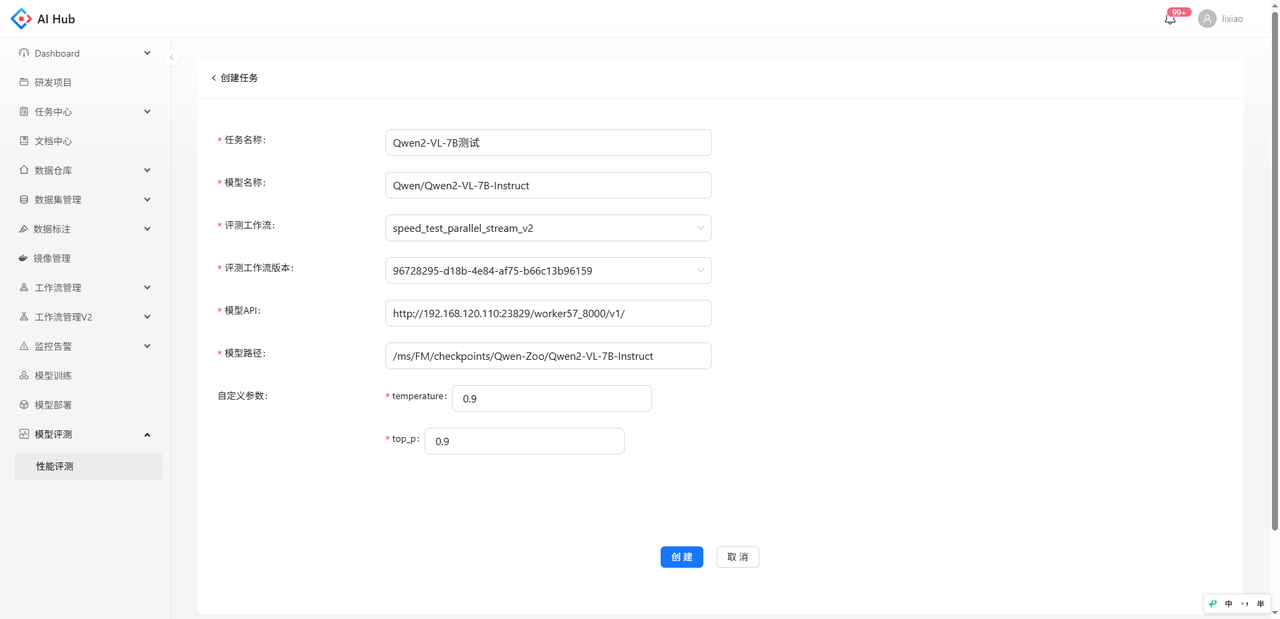 AI Hub
99+
lixiao
Dashboard
研发项目
任务中心
文档中心
数据仓库
数据集管理
数据标注
镜像管理
工作流管理
工作流管理V2
监控告警
模型训练
模型部署
模型评测
性能评测
< 创建任务
* 任务名称: Qwen2-VL-7B测试
* 模型名称: Qwen/Qwen2-VL-7B-Instruct
* 评测工作流: speed_test_parallel_stream_v2
* 评测工作流版本: 96728295-d18b-4e84-af75-b66c13b96159
* 模型API: http://192.168.120.110:23829/worker57_8000/v1/
* 模型路径: /ms/FM/checkpoints/Qwen-Zoo/Qwen2-VL-7B-Instruct
自定义参数: * temperature: 0.9
* top_p: 0.9
创 建 取 消
中 半